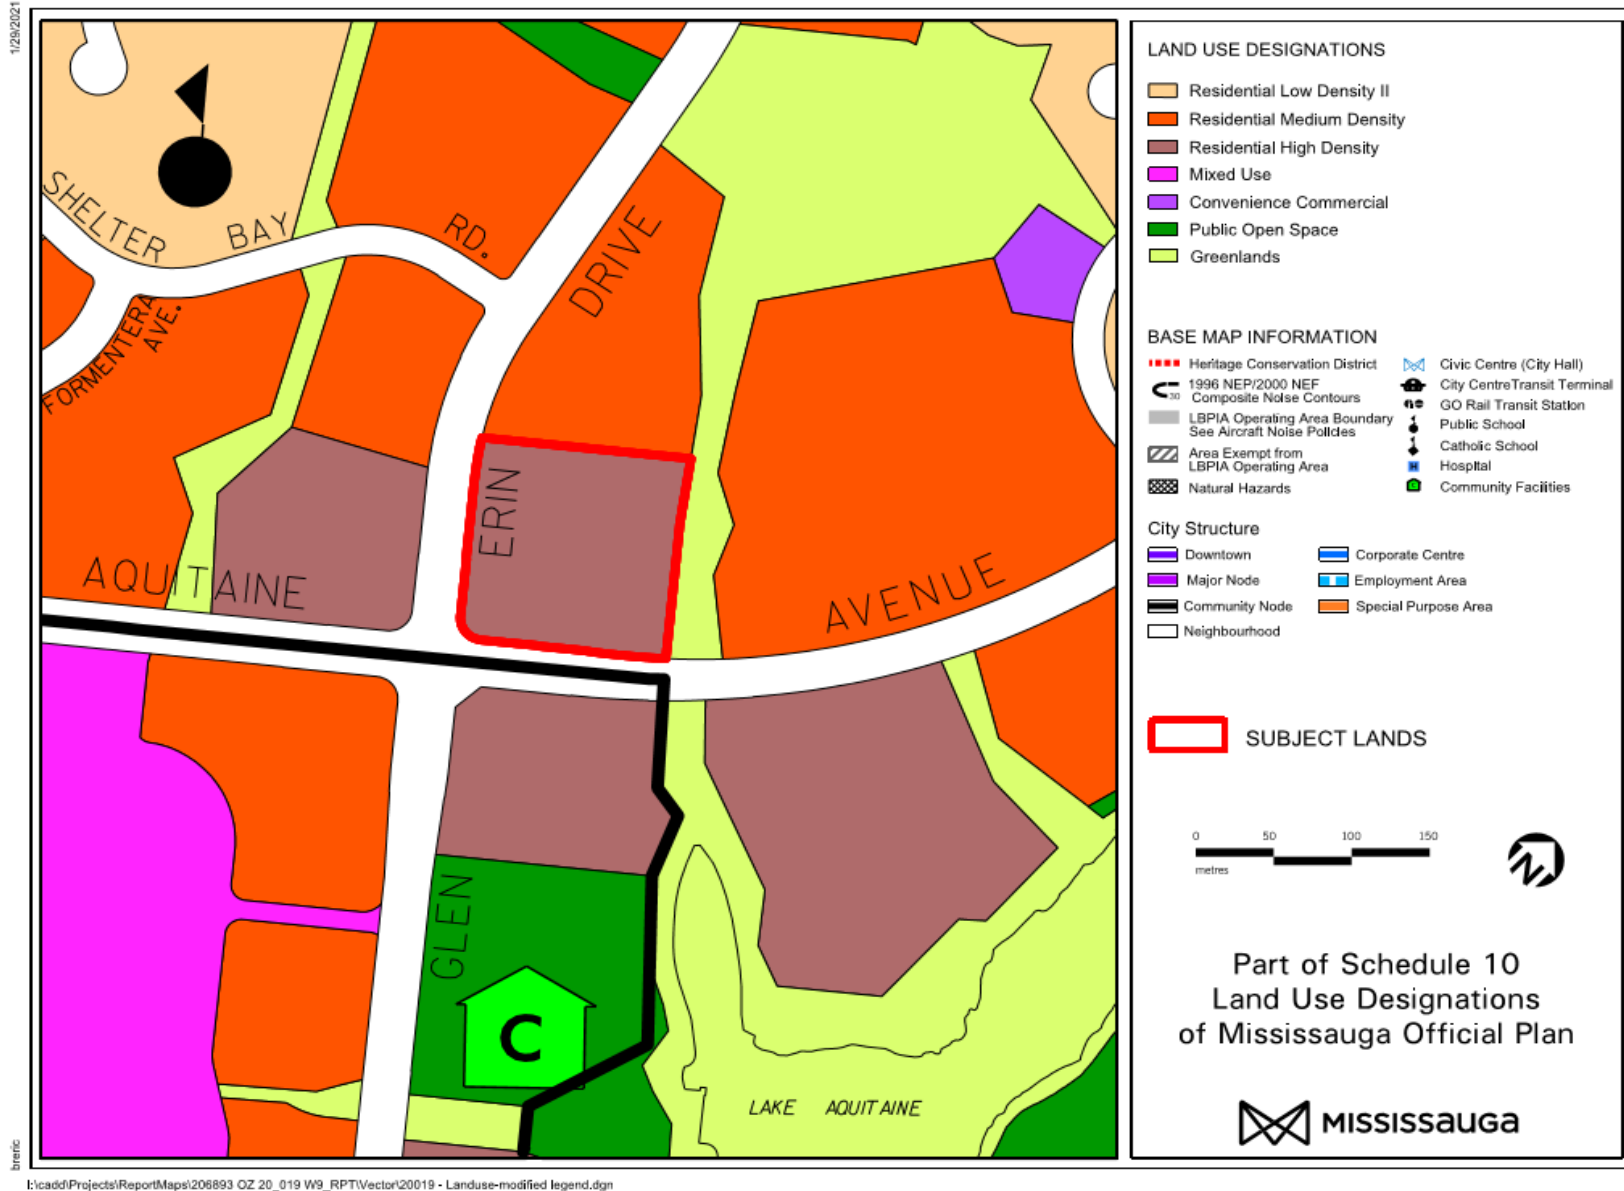 1/29/2021
SHELTER BAY RD.
FORMENTERA
AVE.
DRIVE
ERIN
AQUITAINE
AVENUE
GLEN
C
LAKE AQUITAINE
breric
LAND USE DESIGNATIONS
Residential Low Density II
Residential Medium Density
Residential High Density
Mixed Use
Convenience Commercial
Public Open Space
Greenlands
BASE MAP INFORMATION
Heritage Conservation District
1996 NEP/2000 NEF
Composite Noise Contours
30
LBPIA Operating Area Boundary
See Aircraft Noise Policies
Area Exempt from
LBPIA Operating Area
Natural Hazards
Civic Centre (City Hall)
City CentreTransit Terminal
GO Rail Transit Station
Public School
Catholic School
H Hospital
Community Facilities
City Structure
Downtown
Major Node
Community Node
Neighbourhood
Corporate Centre
Employment Area
Special Purpose Area
SUBJECT LANDS
0 50 100 150
metres
Part of Schedule 10
Land Use Designations
of Mississauga Official Plan
MISSISSAUGA
I:\cadd\Projects\ReportMaps\206893 OZ 20_019 W9_RPT\Vector\20019 - Landuse-modified legend.dgn